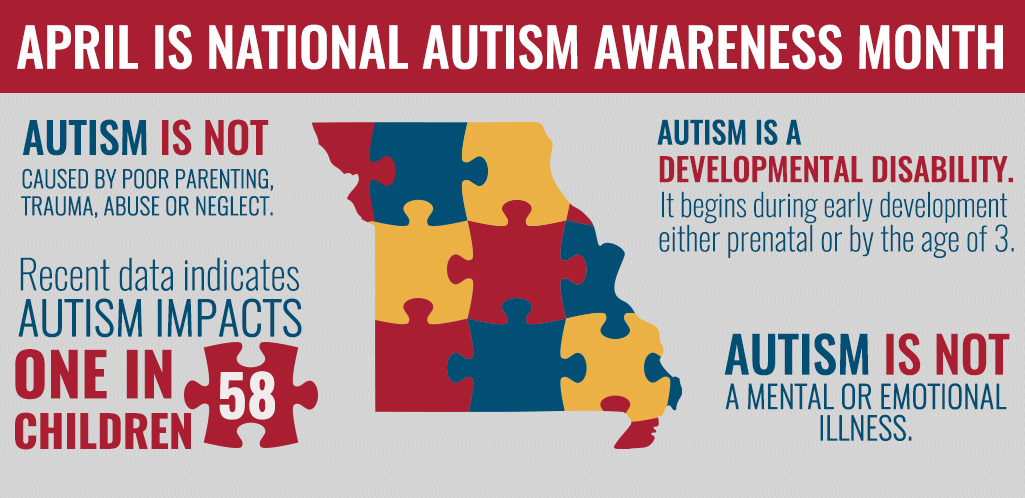 APRIL IS NATIONAL AUTISM AWARENESS MONTH
AUTISM IS NOT
CAUSED BY POOR PARENTING,
TRAUMA, ABUSE OR NEGLECT.
Recent data indicates
AUTISM IMPACTS
ONE IN
58
CHILDREN
AUTISM IS A
DEVELOPMENTAL DISABILITY.
It begins during early development
either prenatal or by the age of 3.
AUTISM IS NOT
A MENTAL OR EMOTIONAL
ILLNESS.